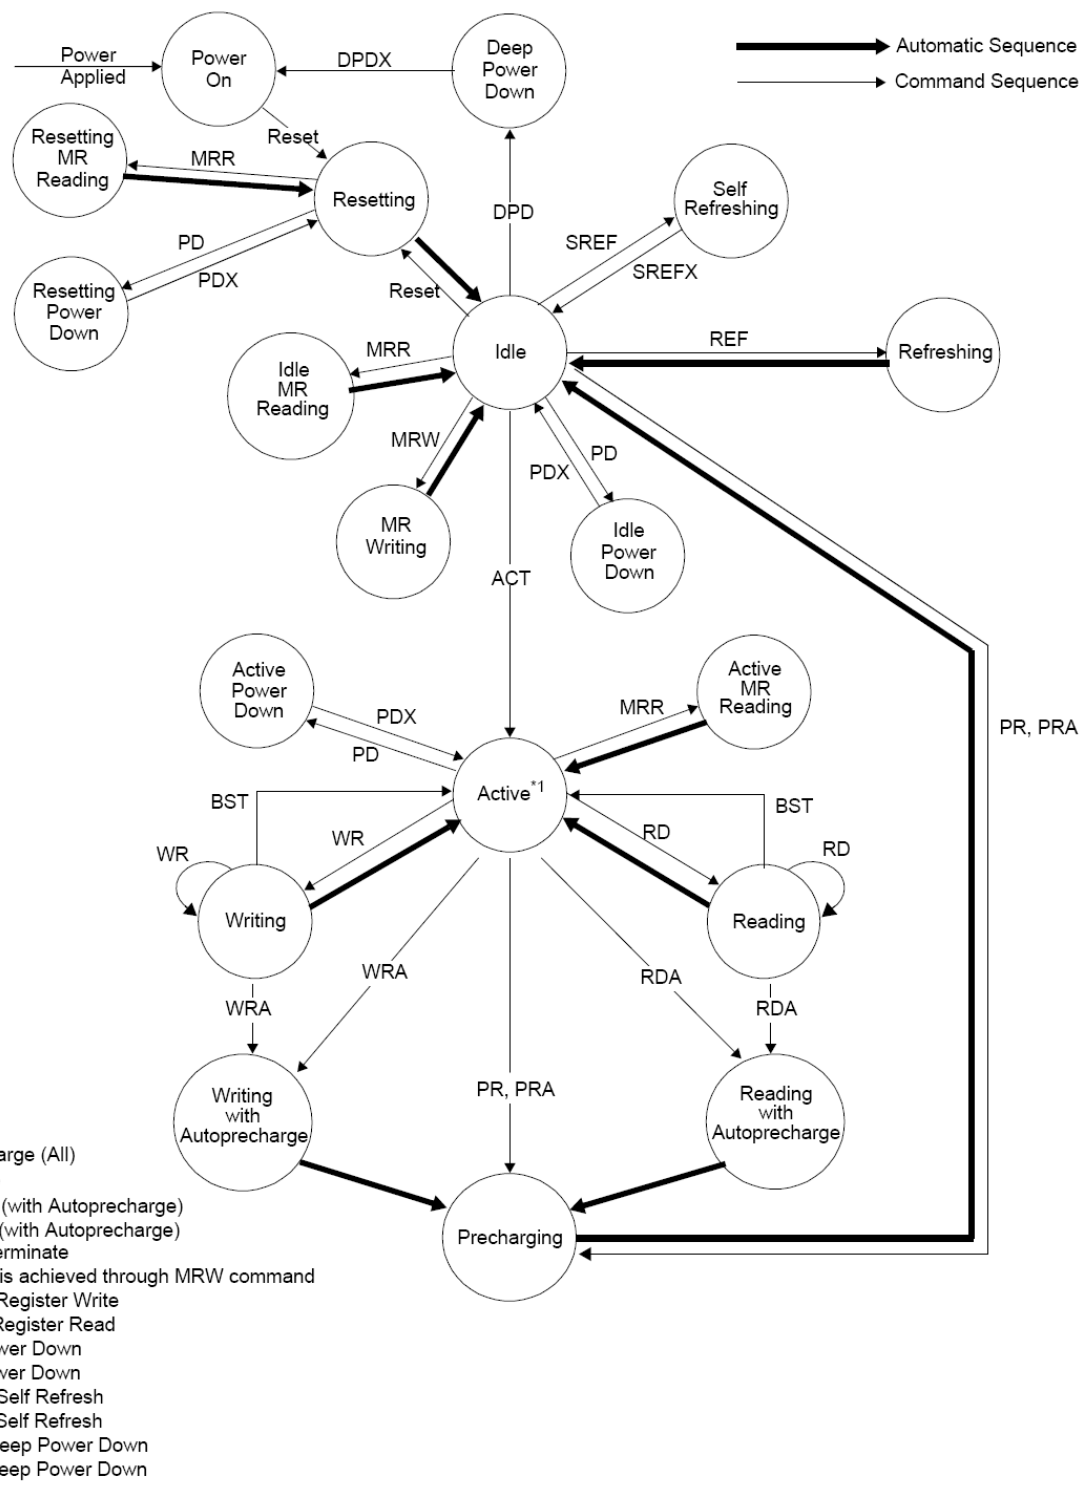 Power
Applied
Power
On
DPDX
Deep
Power
Down
Automatic Sequence
Command Sequence
Reset
Resetting
MR
Reading
MRR
Resetting
DPD
Self
Refreshing
SREF
SREFX
PD
PDX
Resetting
Power
Down
Reset
Idle
REF
Refreshing
MRR
Idle
MR
Reading
MRW
PD
PDX
MR
Writing
Idle
Power
Down
ACT
Active
Power
Down
PDX
PD
MRR
Active
MR
Reading
PR, PRA
BST
Active*1
BST
WR
WR
RD
RD
Writing
Reading
WRA
WRA
RDA
RDA
Writing
with
Autoprecharge
PR, PRA
Reading
with
Autoprecharge
Precharging
arge (All)
(with Autoprecharge)
(with Autoprecharge)
erminate
is achieved through MRW command
Register Write
Register Read
wer Down
wer Down
Self Refresh
Self Refresh
eep Power Down
eep Power Down